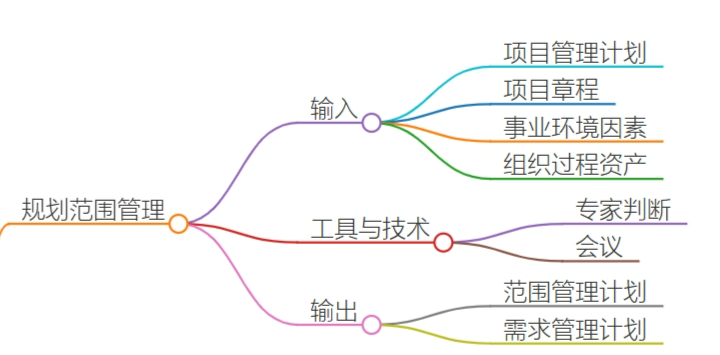 规划范围管理
输入
项目管理计划
项目章程
事业环境因素
组织过程资产
工具与技术
专家判断
会议
输出
范围管理计划
需求管理计划